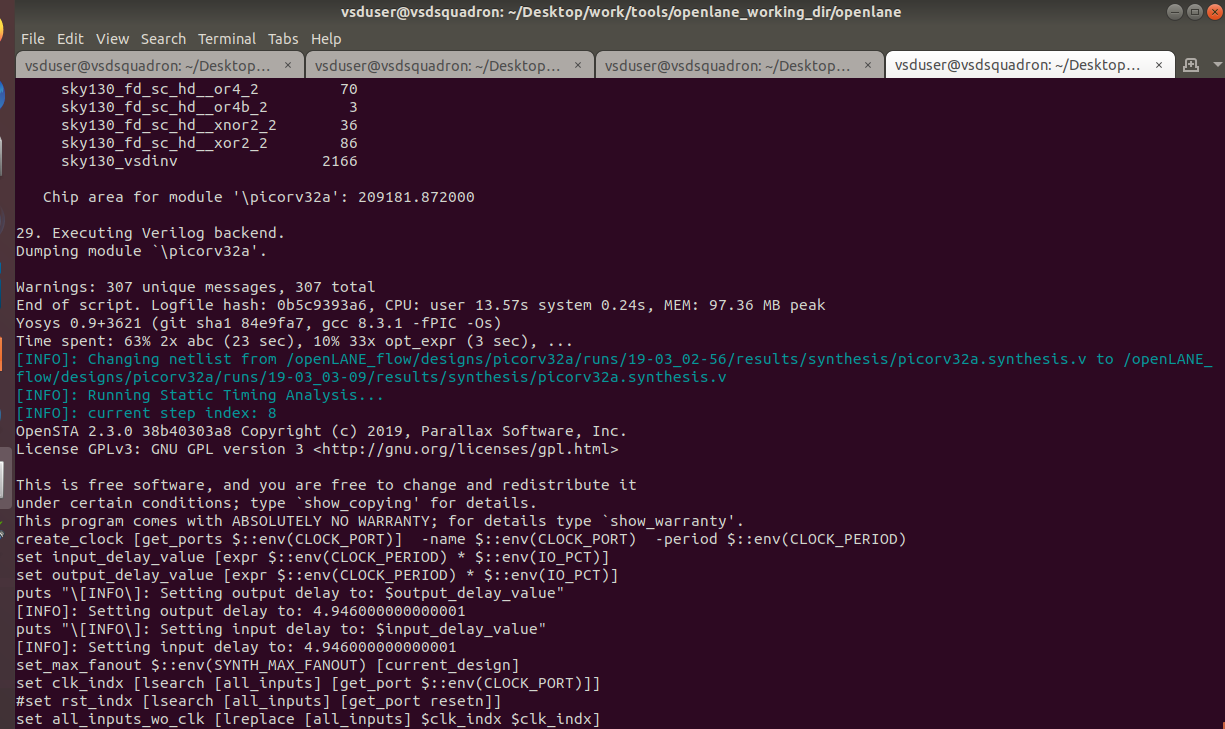 vsduser@vsdsquadron: ~/Desktop/work/tools/openlane_working_dir/openlane
File Edit View Search Terminal Tabs Help
vsduser@vsdsquadron: ~/Desktop... × vsduser@vsdsquadron: ~/Desktop... × vsduser@vsdsquadron: ~/Desktop... × vsduser@vsdsquadron: ~/Desktop... ×
sky130_fd_sc_hd__or4_2 70
sky130_fd_sc_hd__or4b_2 3
sky130_fd_sc_hd__xnor2_2 36
sky130_fd_sc_hd__xor2_2 86
sky130_vsdinv 2166
Chip area for module '\picorv32a': 209181.872000
29. Executing Verilog backend.
Dumping module `\picorv32a'.
Warnings: 307 unique messages, 307 total
End of script. Logfile hash: 0b5c9393a6, CPU: user 13.57s system 0.24s, MEM: 97.36 MB peak
Yosys 0.9+3621 (git sha1 84e9fa7, gcc 8.3.1 -fPIC -Os)
Time spent: 63% 2x abc (23 sec), 10% 33x opt_expr (3 sec), ...
[INFO]: Changing netlist from /openLANE_flow/designs/picorv32a/runs/19-03_02-56/results/synthesis/picorv32a.synthesis.v to /openLANE_
flow/designs/picorv32a/runs/19-03_03-09/results/synthesis/picorv32a.synthesis.v
[INFO]: Running Static Timing Analysis...
[INFO]: current step index: 8
OpenSTA 2.3.0 38b40303a8 Copyright (c) 2019, Parallax Software, Inc.
License GPLv3: GNU GPL version 3 <http://gnu.org/licenses/gpl.html>
This is free software, and you are free to change and redistribute it
under certain conditions; type `show_copying' for details.
This program comes with ABSOLUTELY NO WARRANTY; for details type `show_warranty'.
create_clock [get_ports $::env(CLOCK_PORT)]  -name $::env(CLOCK_PORT)  -period $::env(CLOCK_PERIOD)
set input_delay_value [expr $::env(CLOCK_PERIOD) * $::env(IO_PCT)]
set output_delay_value [expr $::env(CLOCK_PERIOD) * $::env(IO_PCT)]
puts "\[INFO\]: Setting output delay to: $output_delay_value"
[INFO]: Setting output delay to: 4.946000000000001
puts "\[INFO\]: Setting input delay to: $input_delay_value"
[INFO]: Setting input delay to: 4.946000000000001
set_max_fanout $::env(SYNTH_MAX_FANOUT) [current_design]
set clk_indx [lsearch [all_inputs] [get_port $::env(CLOCK_PORT)]]
#set rst_indx [lsearch [all_inputs] [get_port resetn]]
set all_inputs_wo_clk [lreplace [all_inputs] $clk_indx $clk_indx]